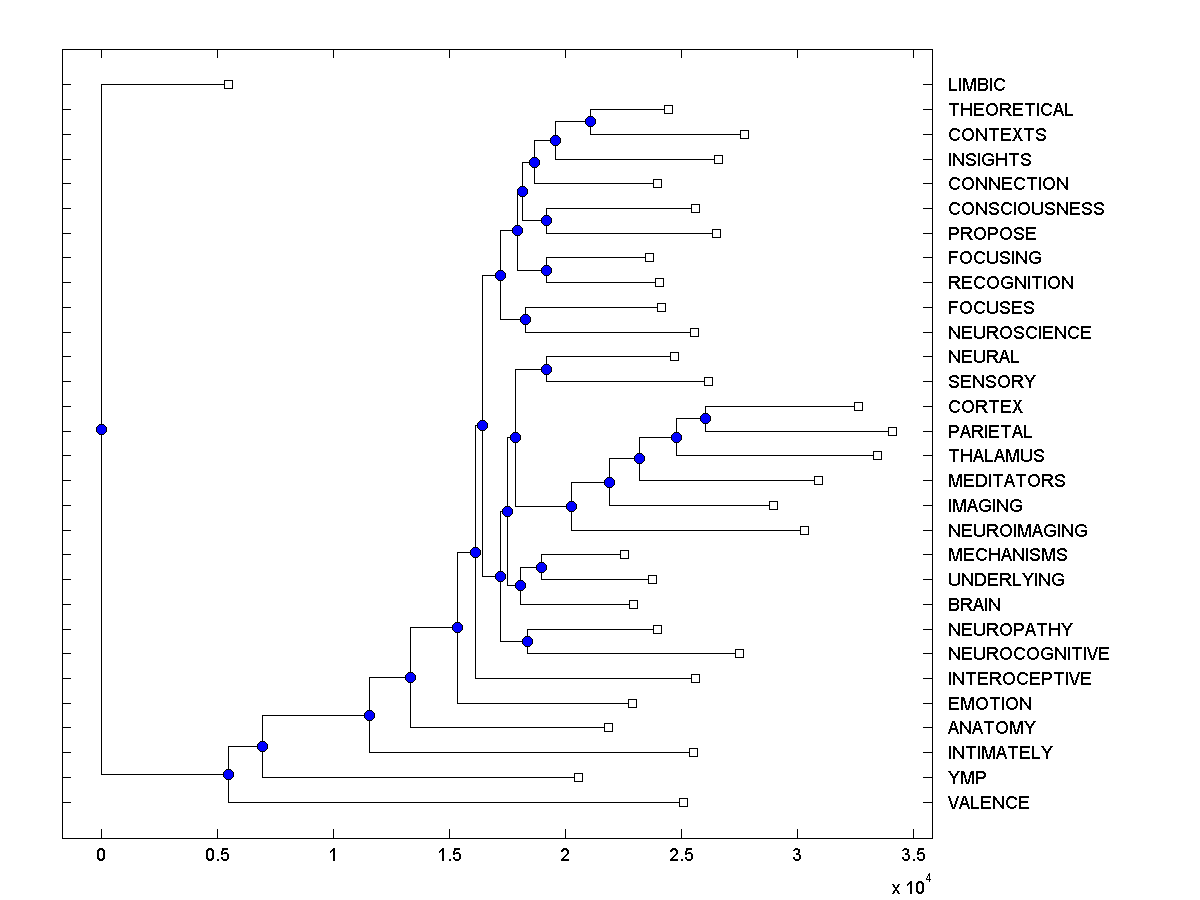 LIMBIC
THEORETICAL
CONTEXTS
INSIGHTS
CONNECTION
CONSCIOUSNESS
PROPOSE
FOCUSING
RECOGNITION
FOCUSES
NEUROSCIENCE
NEURAL
SENSORY
CORTEX
PARIETAL
THALAMUS
MEDITATORS
IMAGING
NEUROIMAGING
MECHANISMS
UNDERLYING
BRAIN
NEUROPATHY
NEUROCOGNITIVE
INTEROCEPTIVE
EMOTION
ANATOMY
INTIMATELY
YMP
VALENCE
0 0.5 1 1.5 2 2.5 3 3.5
x 10^4